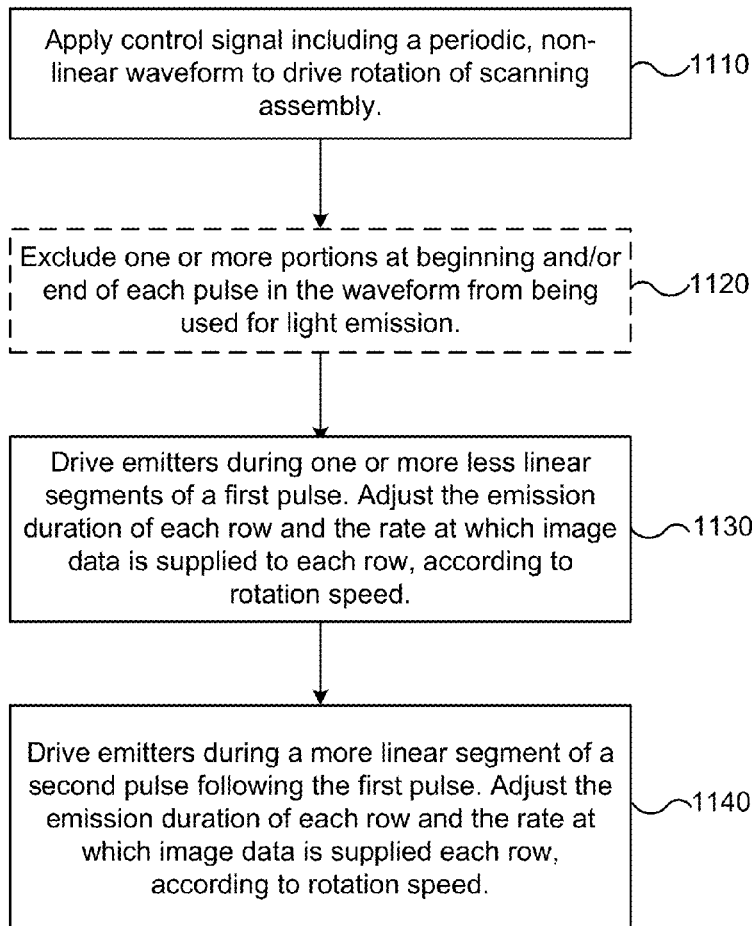 Apply control signal including a periodic, non-
linear waveform to drive rotation of scanning
assembly.
1110
Exclude one or more portions at beginning and/or
end of each pulse in the waveform from being
used for light emission.
1120
Drive emitters during one or more less linear
segments of a first pulse. Adjust the emission
duration of each row and the rate at which image
data is supplied to each row, according to
rotation speed.
1130
Drive emitters during a more linear segment of a
second pulse following the first pulse. Adjust the
emission duration of each row and the rate at
which image data is supplied each row,
according to rotation speed.
1140